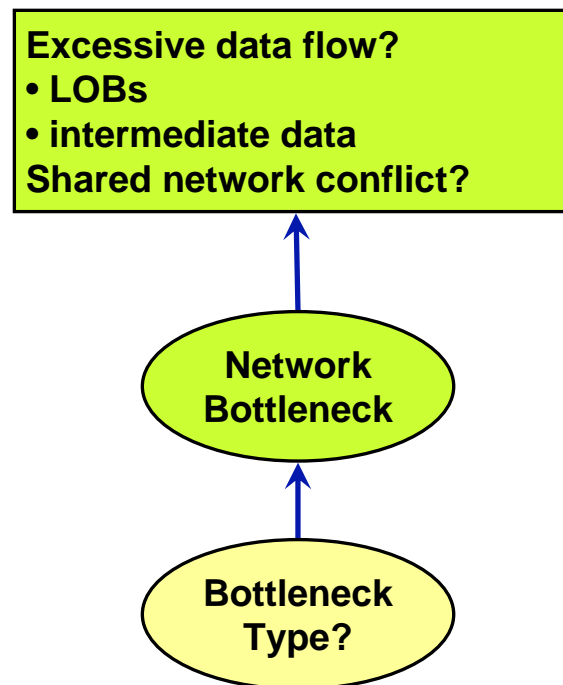 Excessive data flow?
• LOBs
• intermediate data
Shared network conflict?
Network
Bottleneck
Bottleneck
Type?